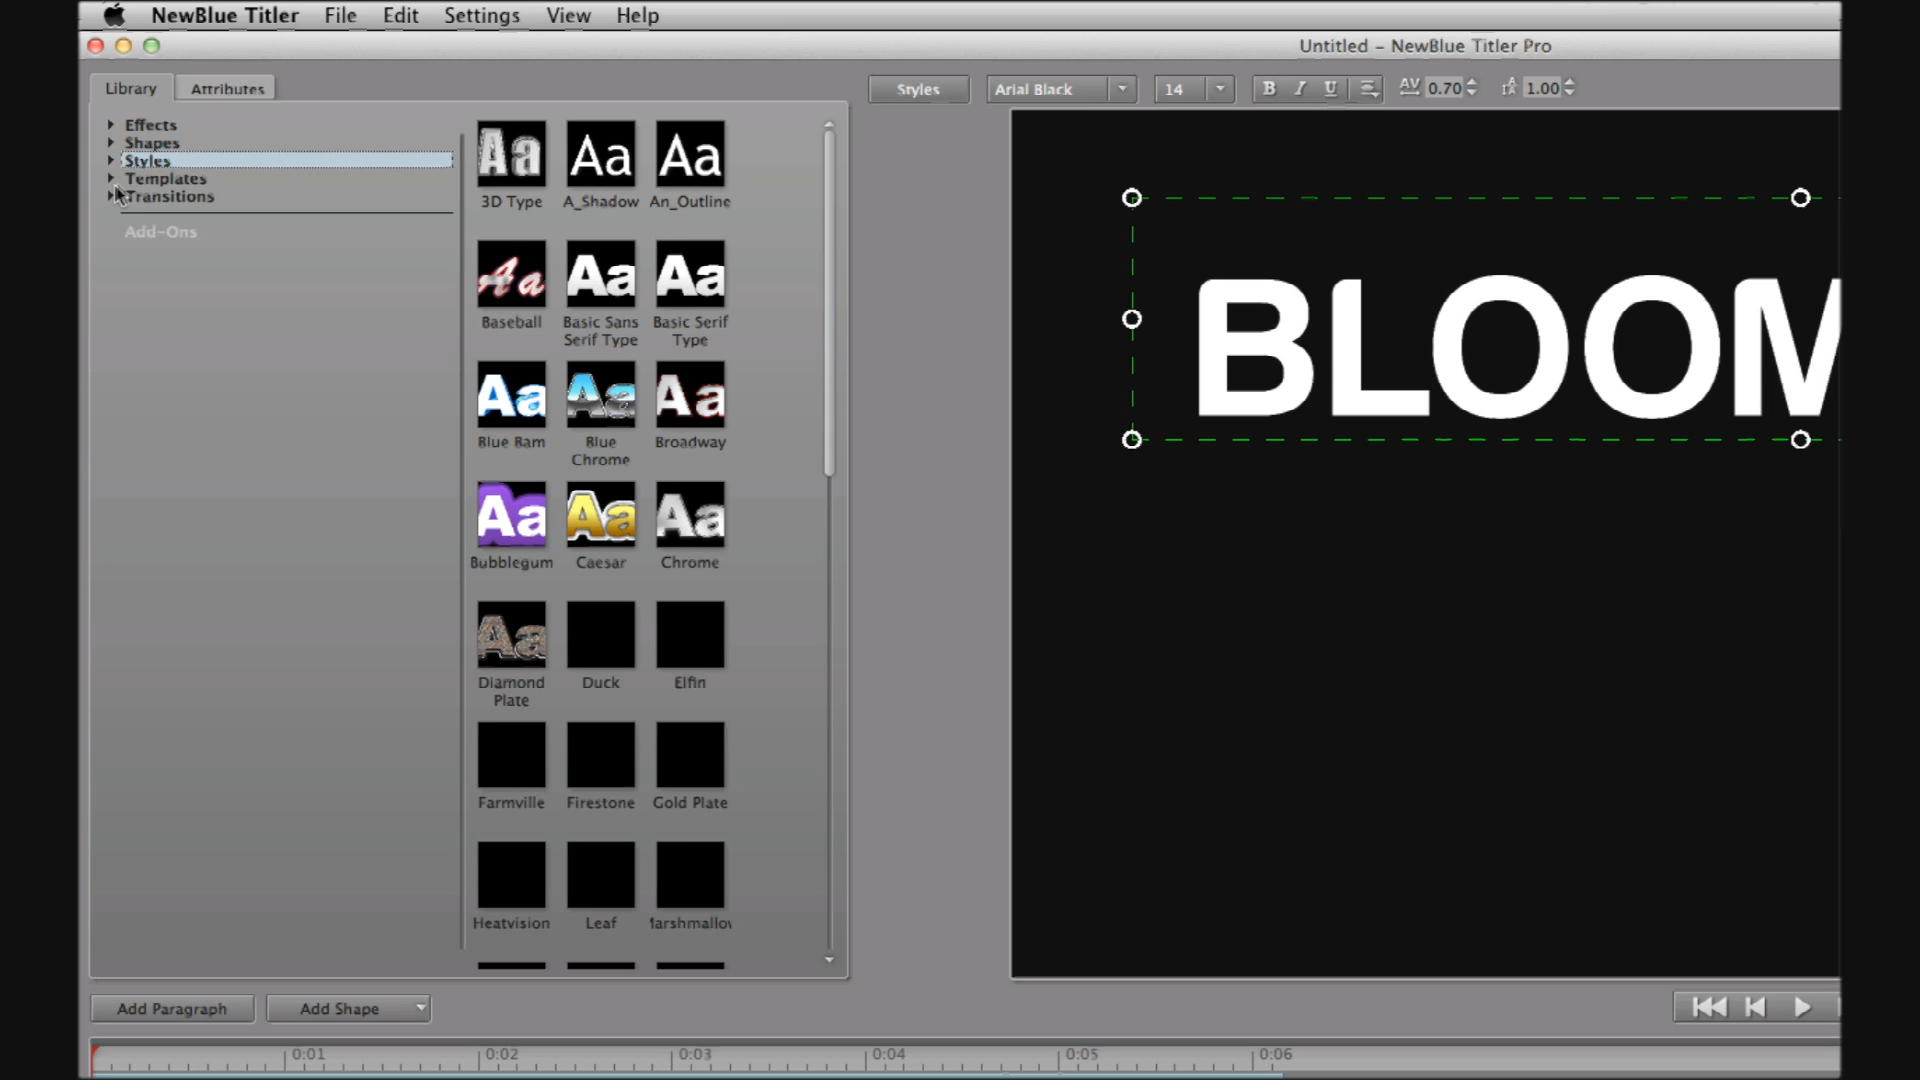 NewBlue Titler File Edit Settings View Help
Untitled – NewBlue Titler Pro
Library Attributes
Styles Arial Black 14 B I U AV 0.70 1.00
Effects
Shapes
Styles
Templates
Transitions
Add-Ons
Aa Aa Aa
3D Type A_Shadow An_Outline
Aa Aa Aa
Baseball Basic Sans Serif Type Basic Serif Type
Aa Aa Aa
Blue Bam Blue Chrome Broadway
Aa Aa Aa
Bubblegum Caesar Chrome
Aa
Diamond Plate Duck Elfin
Farmville Firestone Gold Plate
Heatvision Leaf
BLOOM
Add Paragraph Add Shape
0:01 0:02 0:03 0:04 0:05 0:06